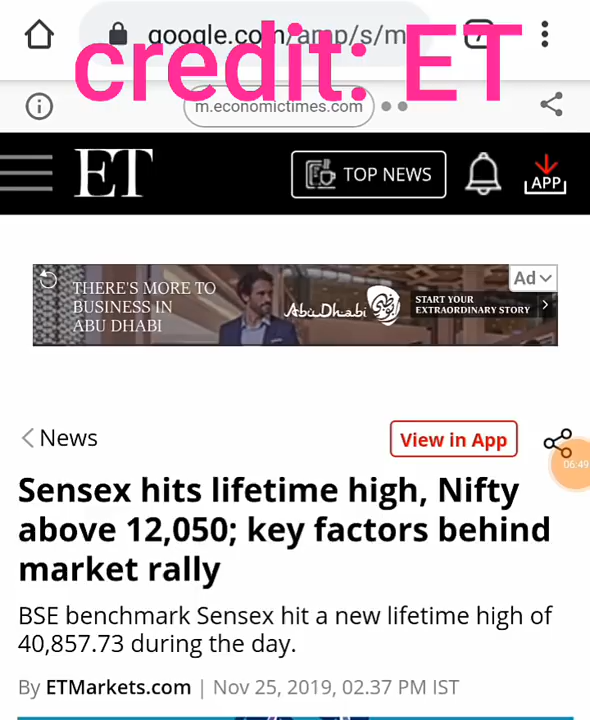 google.com/amp/s/m
7
credit: ET
m.economictimes.com
ET
TOP NEWS
APP
Ad
THERE'S MORE TO
BUSINESS IN
ABU DHABI
AbuDhabi
START YOUR
EXTRAORDINARY STORY
News
View in App
06:49
Sensex hits lifetime high, Nifty
above 12,050; key factors behind
market rally
BSE benchmark Sensex hit a new lifetime high of
40,857.73 during the day.
By ETMarkets.com | Nov 25, 2019, 02.37 PM IST